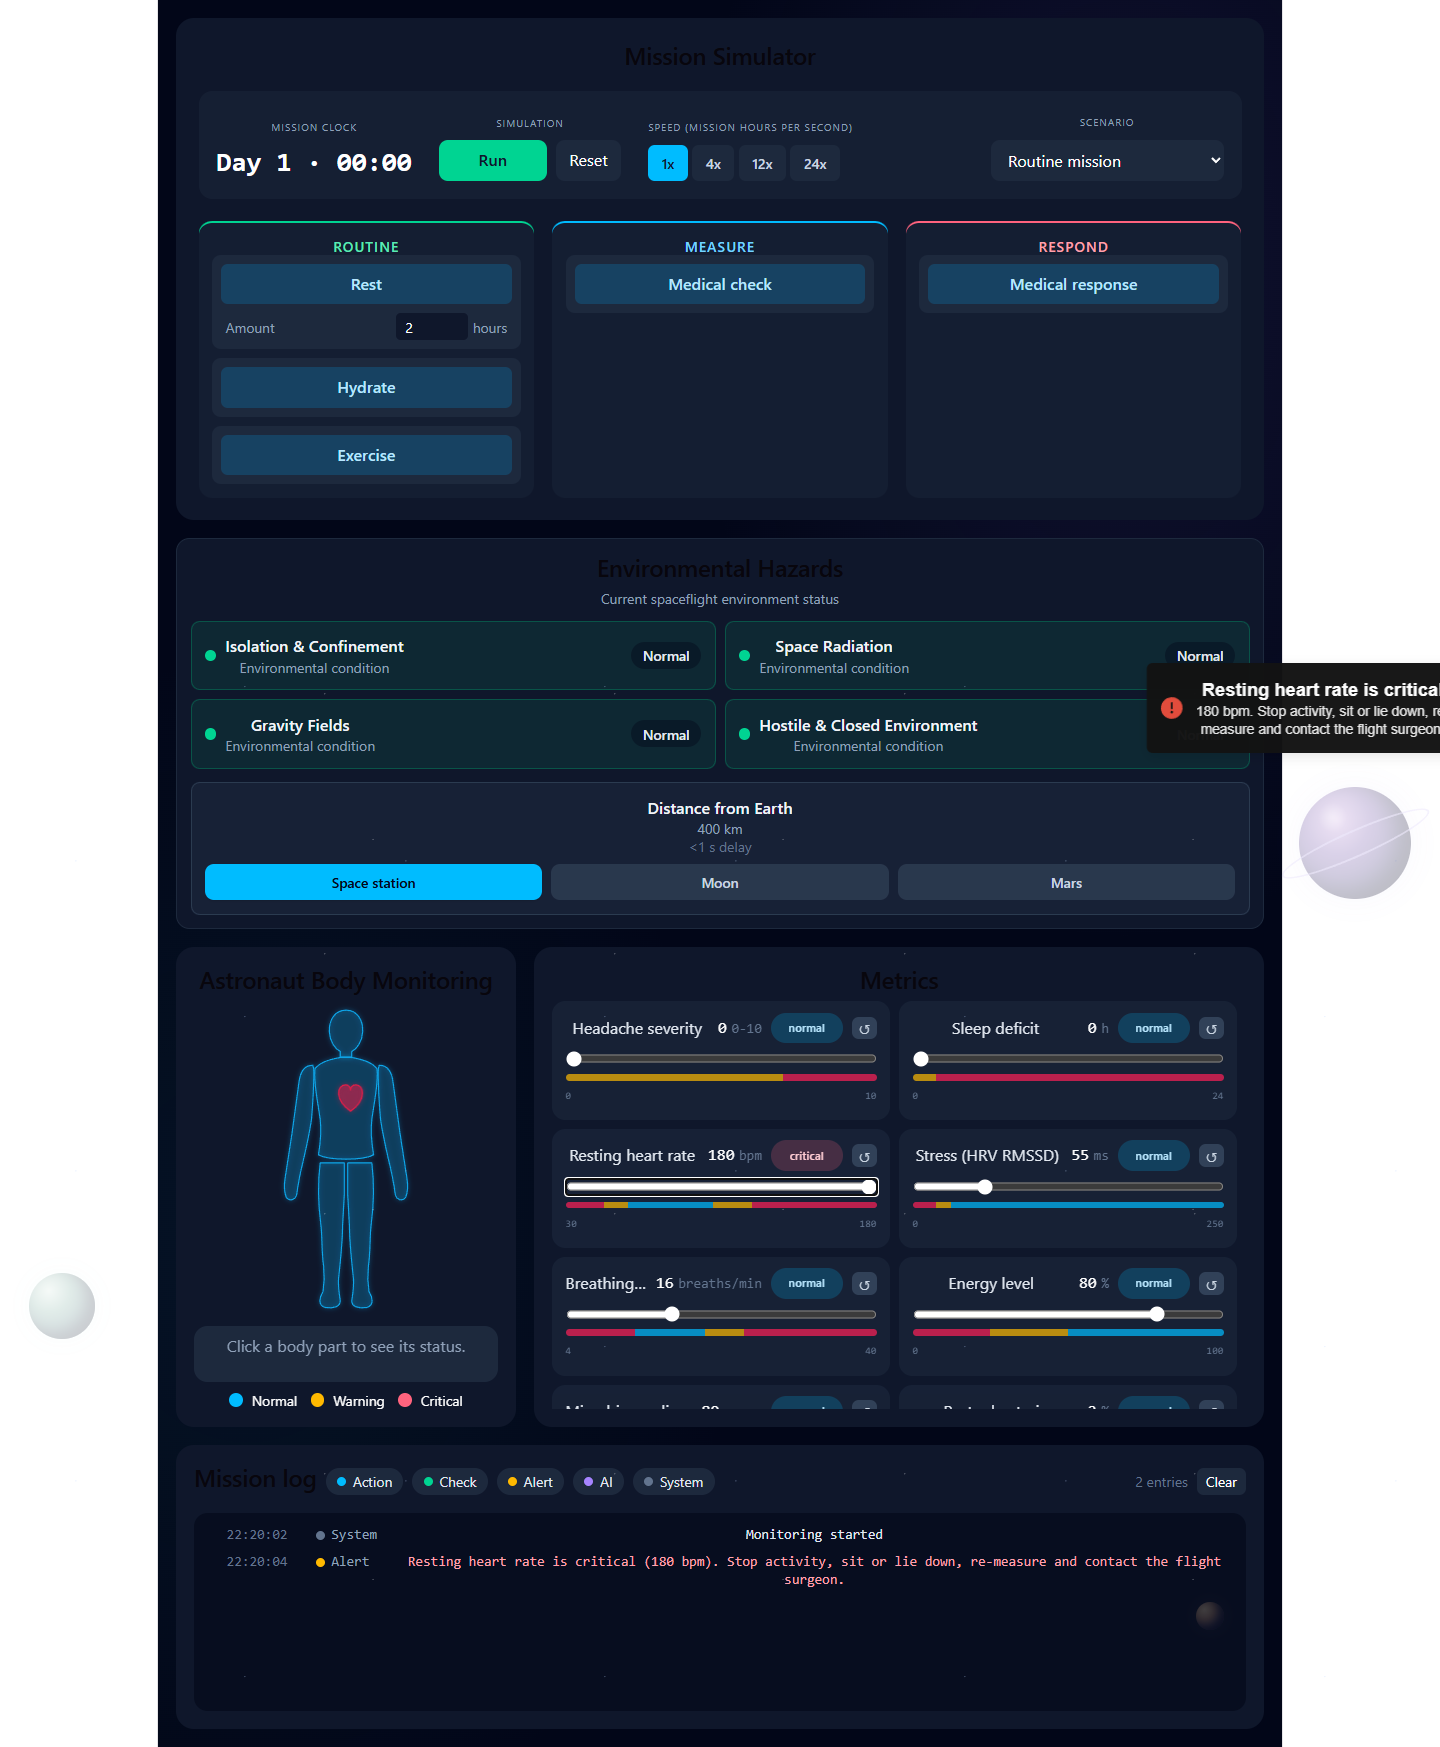 Mission Simulator
MISSION CLOCK
Day 1 • 00:00
SIMULATION
Run
Reset
SPEED (MISSION HOURS PER SECOND)
1x
4x
12x
24x
SCENARIO
Routine mission
ROUTINE
Rest
Amount
2
hours
Hydrate
Exercise
MEASURE
Medical check
RESPOND
Medical response
Environmental Hazards
Current spaceflight environment status
Isolation & Confinement
Environmental condition
Normal
Space Radiation
Environmental condition
Normal
Gravity Fields
Environmental condition
Normal
Hostile & Closed Environment
Environmental condition
Resting heart rate is critical
180 bpm. Stop activity, sit or lie down,
measure and contact the flight surgeon
Distance from Earth
400 km
<1 s delay
Space station
Moon
Mars
Astronaut Body Monitoring
Click a body part to see its status.
Normal
Warning
Critical
Metrics
Headache severity 0 0-10 normal
0 10
Sleep deficit 0 h normal
0 24
Resting heart rate 180 bpm critical
30 180
Stress (HRV RMSSD) 55 ms normal
0 250
Breathing... 16 breaths/min normal
4 40
Energy level 80 % normal
0 100
Mission log
Action
Check
Alert
AI
System
2 entries
Clear
22:20:02 System Monitoring started
22:20:04 Alert Resting heart rate is critical (180 bpm). Stop activity, sit or lie down, re-measure and contact the flight
surgeon.